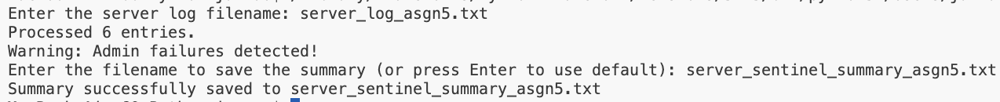 Enter the server log filename: server_log_asgn5.txt
Processed 6 entries.
Warning: Admin failures detected!
Enter the filename to save the summary (or press Enter to use default): server_sentinel_summary_asgn5.txt
Summary successfully saved to server_sentinel_summary_asgn5.txt